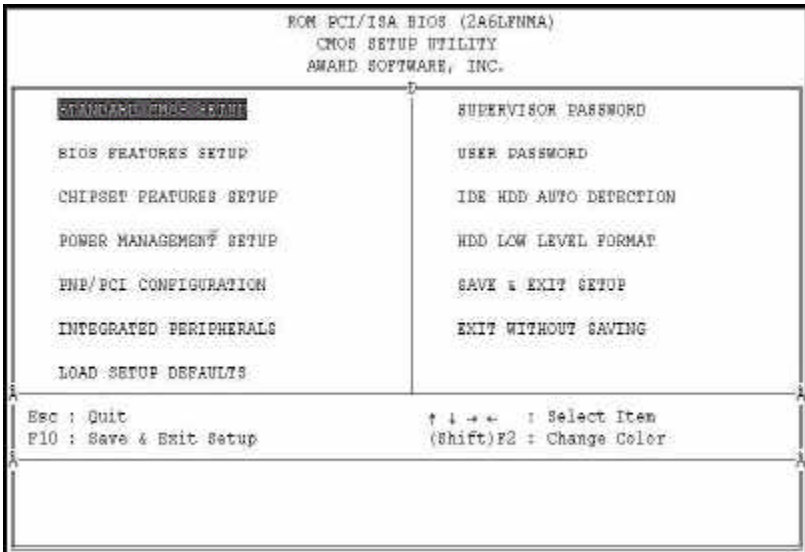 ROM PCI/ISA BIOS (2A6LFNMA)
CMOS SETUP UTILITY
AWARD SOFTWARE, INC.
STANDARD CMOS SETUP
BIOS FEATURES SETUP
CHIPSET FEATURES SETUP
POWER MANAGEMENT SETUP
PNP/PCI CONFIGURATION
INTEGRATED PERIPHERALS
LOAD SETUP DEFAULTS
SUPERVISOR PASSWORD
USER PASSWORD
IDE HDD AUTO DETECTION
HDD LOW LEVEL FORMAT
SAVE & EXIT SETUP
EXIT WITHOUT SAVING
Esc : Quit
F10 : Save & Exit Setup
↑ ↓ → ← : Select Item
(Shift)F2 : Change Color